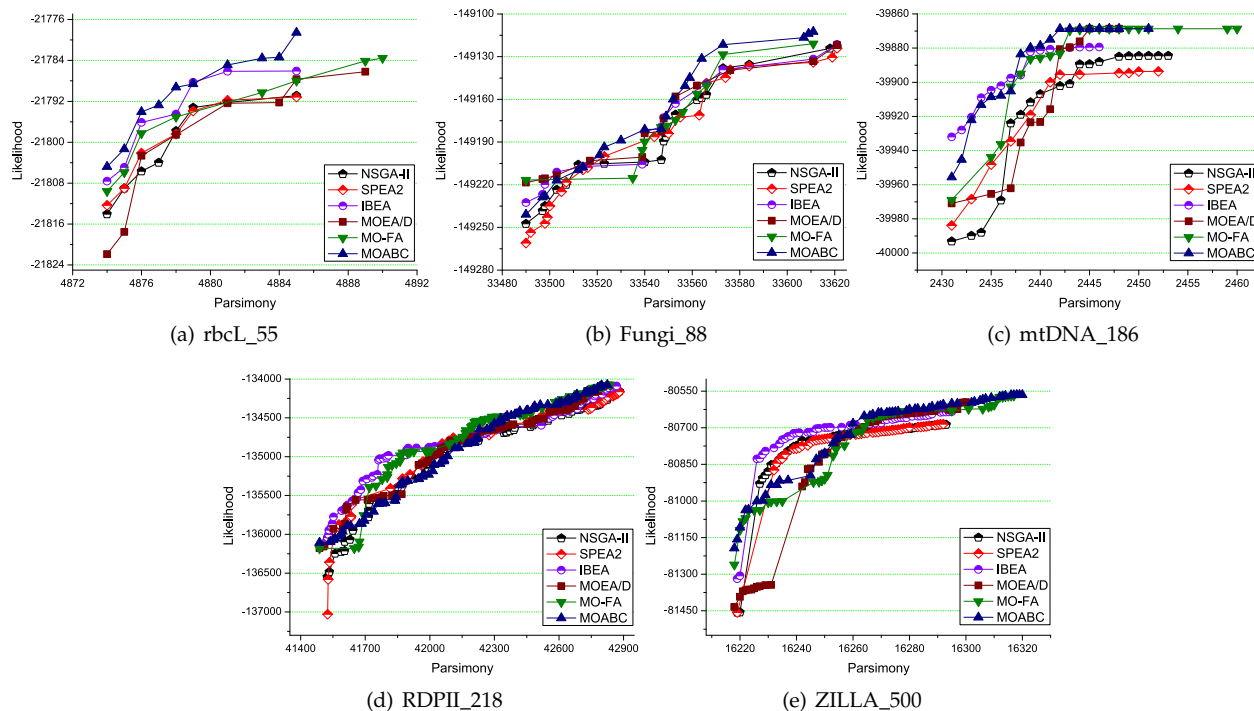 -21776
-21784
-21792
-21800
-21808
-21816
-21824
Likelihood
4872 4876 4880 4884 4888 4892
Parsimony
NSGA-II
SPEA2
IBEA
MOEA/D
MO-FA
MOABC
(a) rbcL_55
-149100
-149130
-149160
-149190
-149220
-149250
-149280
Likelihood
33480 33500 33520 33540 33560 33580 33600 33620
Parsimony
NSGA-II
SPEA2
IBEA
MOEA/D
MO-FA
MOABC
(b) Fungi_88
-39860
-39880
-39900
-39920
-39940
-39960
-39980
-40000
Likelihood
2430 2435 2440 2445 2450 2455 2460
Parsimony
NSGA-II
SPEA2
IBEA
MOEA/D
MO-FA
MOABC
(c) mtDNA_186
-134000
-134500
-135000
-135500
-136000
-136500
-137000
Likelihood
41400 41700 42000 42300 42600 42900
Parsimony
NSGA-II
SPEA2
IBEA
MOEA/D
MO-FA
MOABC
(d) RDPII_218
-80550
-80700
-80850
-81000
-81150
-81300
-81450
Likelihood
16220 16240 16260 16280 16300 16320
Parsimony
NSGA-II
SPEA2
IBEA
MOEA/D
MO-FA
MOABC
(e) ZILLA_500